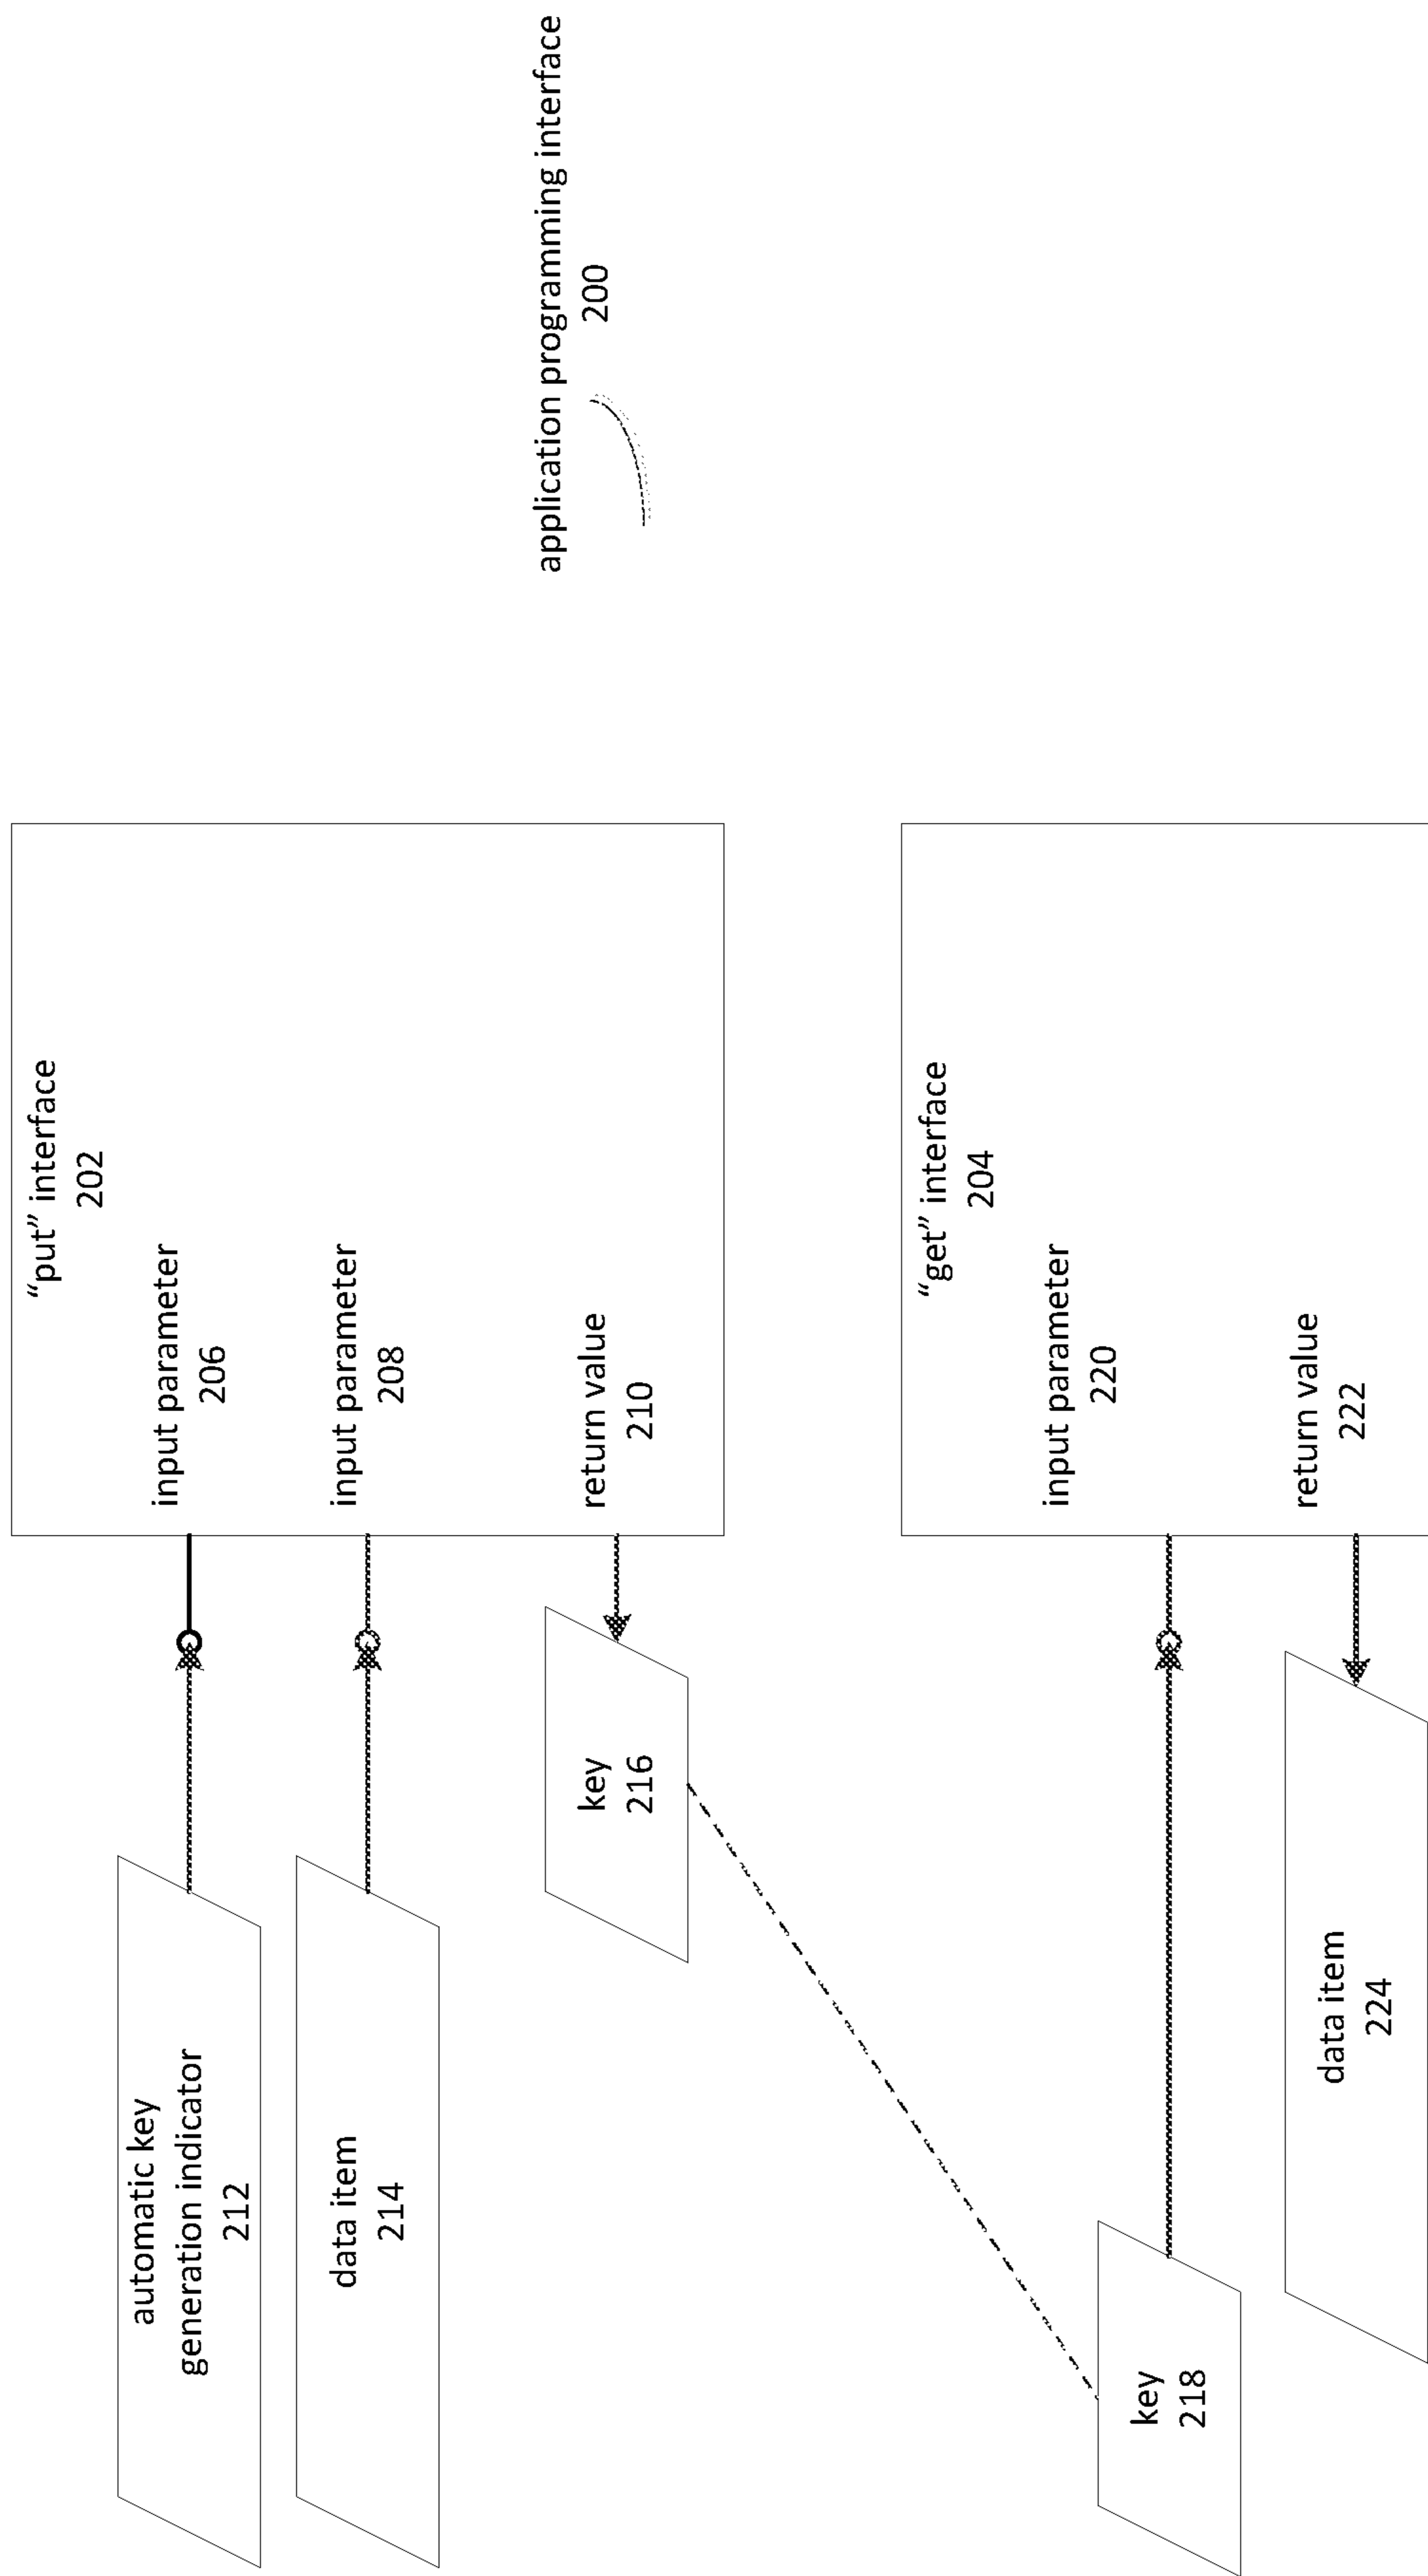 automatic key
generation indicator
212
data item
214
key
216
key
218
data item
224
"put" interface
202
input parameter
206
input parameter
208
return value
210
"get" interface
204
input parameter
220
return value
222
application programming interface
200